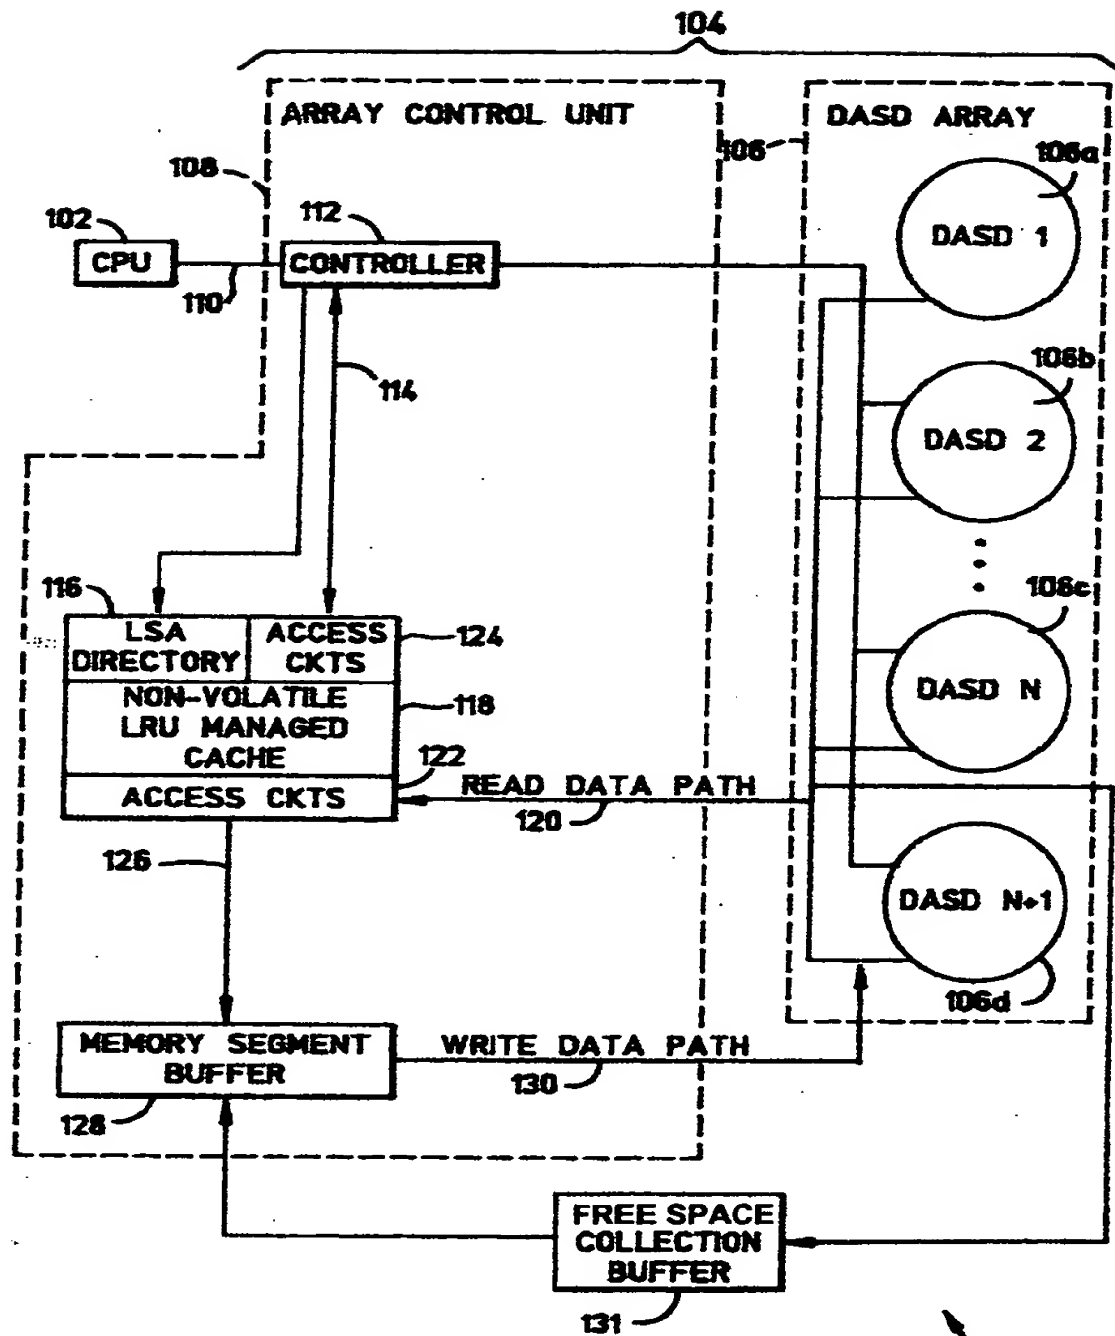 104
ARRAY CONTROL UNIT
DASD ARRAY
106
106a
108
102
112
DASD 1
CPU
CONTROLLER
110
114
106b
DASD 2
116
106c
LSA
DIRECTORY
ACCESS
CKTS
124
NON-VOLATILE
LRU MANAGED
CACHE
118
DASD N
122
ACCESS CKTS
READ DATA PATH
120
126
DASD N+1
106d
MEMORY SEGMENT
BUFFER
WRITE DATA PATH
130
128
FREE SPACE
COLLECTION
BUFFER
131